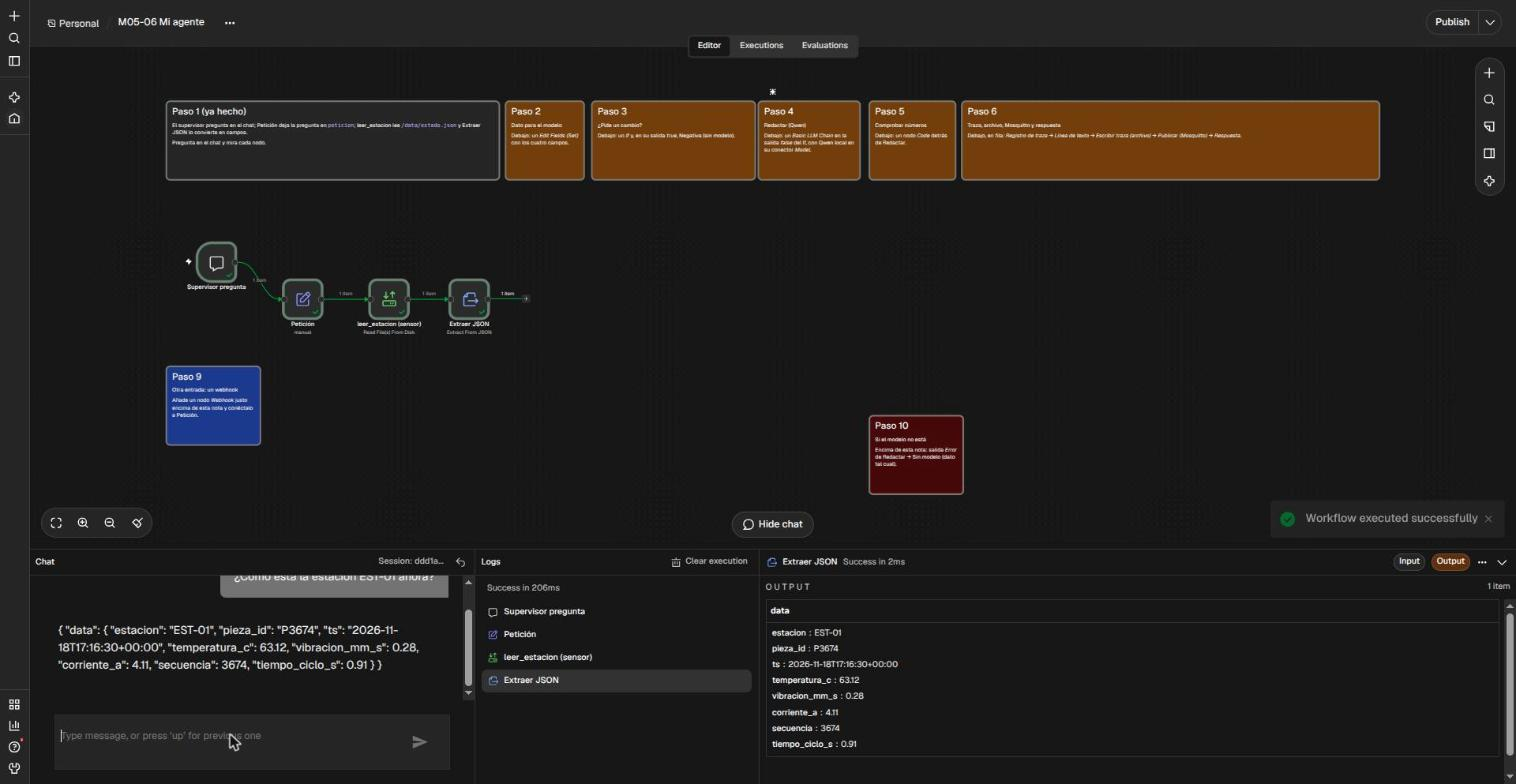 Personal / M05-06 Mi agente ...
Publish
Editor Executions Evaluations
Paso 1 (ya hecho)
El supervisor pregunta en el chat; Petición deja la pregunta en peticion; leer_estacion lee /data/estado.json y Extraer
JSON lo convierte en campos.
Pregunta en el chat y mira cada nodo.
Paso 2
Dato para el modelo
Debajo: un Edit Fields (Set)
con los cuatro campos.
Paso 3
¿Pide un cambio?
Debajo: un If y, en su salida true, Negativa (sin modelo).
Paso 4
Redactar (Qwen)
Debajo: un Basic LLM Chain en la
salida false del If, con Qwen local en
su conector Model.
Paso 5
Comprobar números
Debajo: un nodo Code detrás
de Redactar.
Paso 6
Traza, archivo, Mosquitto y respuesta
Debajo, en fila: Registro de traza → Línea de texto → Escribir traza (archivo) → Publicar (Mosquitto) → Respuesta.
Supervisor pregunta
1 item
Petición
manual
1 item
leer_estacion (sensor)
Read File(s) From Disk
1 item
Extraer JSON
Extract From JSON
1 item
Paso 9
Otra entrada: un webhook
Añade un nodo Webhook justo
encima de esta nota y conéctalo
a Petición.
Paso 10
Si el modelo no está
Encima de esta nota: salida Error
de Redactar → Sin modelo (dato
tal cual).
Hide chat
Workflow executed successfully
Chat
Session: ddd1a...
¿Cómo está la estación EST-01 ahora?
{ "data": { "estacion": "EST-01", "pieza_id": "P3674", "ts": "2026-11-
18T17:16:30+00:00", "temperatura_c": 63.12, "vibracion_mm_s": 0.28,
"corriente_a": 4.11, "secuencia": 3674, "tiempo_ciclo_s": 0.91 } }
Type message, or press 'up' for previous one
Logs
Clear execution
Success in 206ms
Supervisor pregunta
Petición
leer_estacion (sensor)
Extraer JSON
Extraer JSON Success in 2ms
Input Output ...
OUTPUT
1 item
data
estacion : EST-01
pieza_id : P3674
ts : 2026-11-18T17:16:30+00:00
temperatura_c : 63.12
vibracion_mm_s : 0.28
corriente_a : 4.11
secuencia : 3674
tiempo_ciclo_s : 0.91